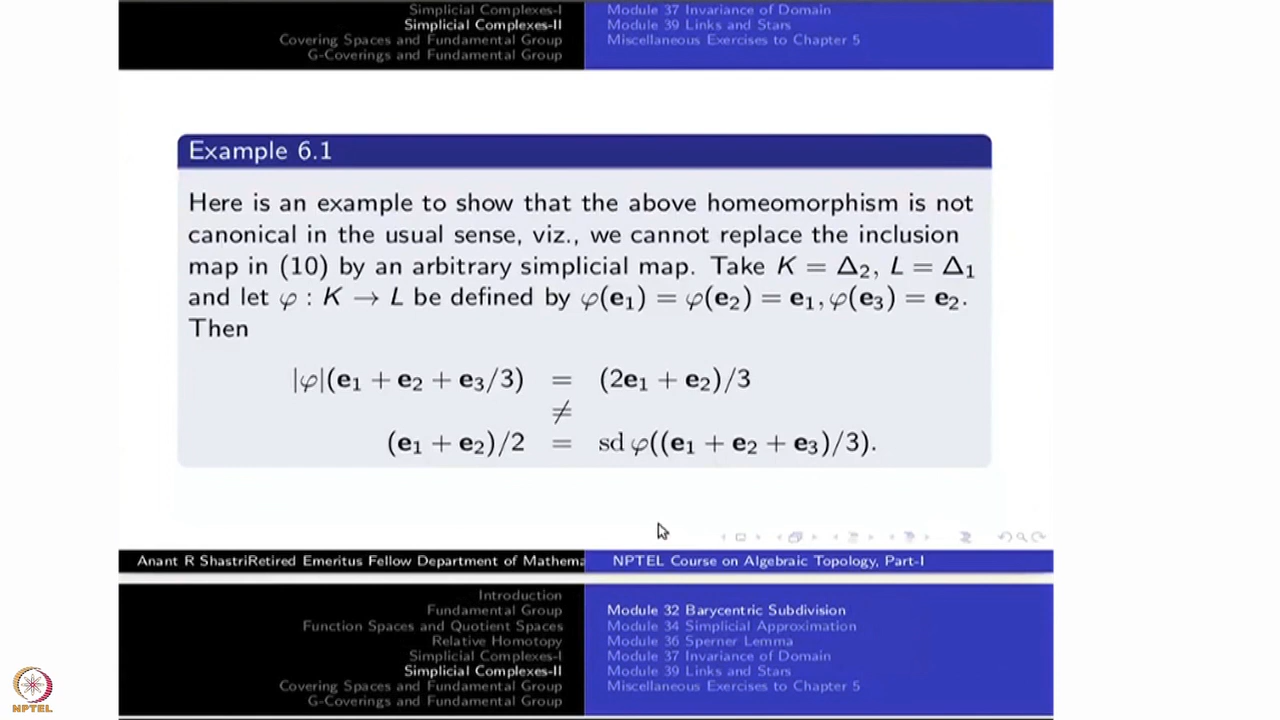 Simplicial Complexes-I
Simplicial Complexes-II
Covering Spaces and Fundamental Group
G-Coverings and Fundamental Group
Module 37 Invariance of Domain
Module 39 Links and Stars
Miscellaneous Exercises to Chapter 5
Example 6.1
Here is an example to show that the above homeomorphism is not
canonical in the usual sense, viz., we cannot replace the inclusion
map in (10) by an arbitrary simplicial map. Take K = Δ₂, L = Δ₁
and let φ : K → L be defined by φ(e₁) = φ(e₂) = e₁, φ(e₃) = e₂.
Then
|φ|(e₁ + e₂ + e₃/3) = (2e₁ + e₂)/3
≠
(e₁ + e₂)/2 = sd φ((e₁ + e₂ + e₃)/3).
Anant R ShastriRetired Emeritus Fellow Department of Mathema
NPTEL Course on Algebraic Topology, Part-I
Introduction
Fundamental Group
Function Spaces and Quotient Spaces
Relative Homotopy
Simplicial Complexes-I
Simplicial Complexes-II
Covering Spaces and Fundamental Group
G-Coverings and Fundamental Group
Module 32 Barycentric Subdivision
Module 34 Simplicial Approximation
Module 36 Sperner Lemma
Module 37 Invariance of Domain
Module 39 Links and Stars
Miscellaneous Exercises to Chapter 5
NPTEL